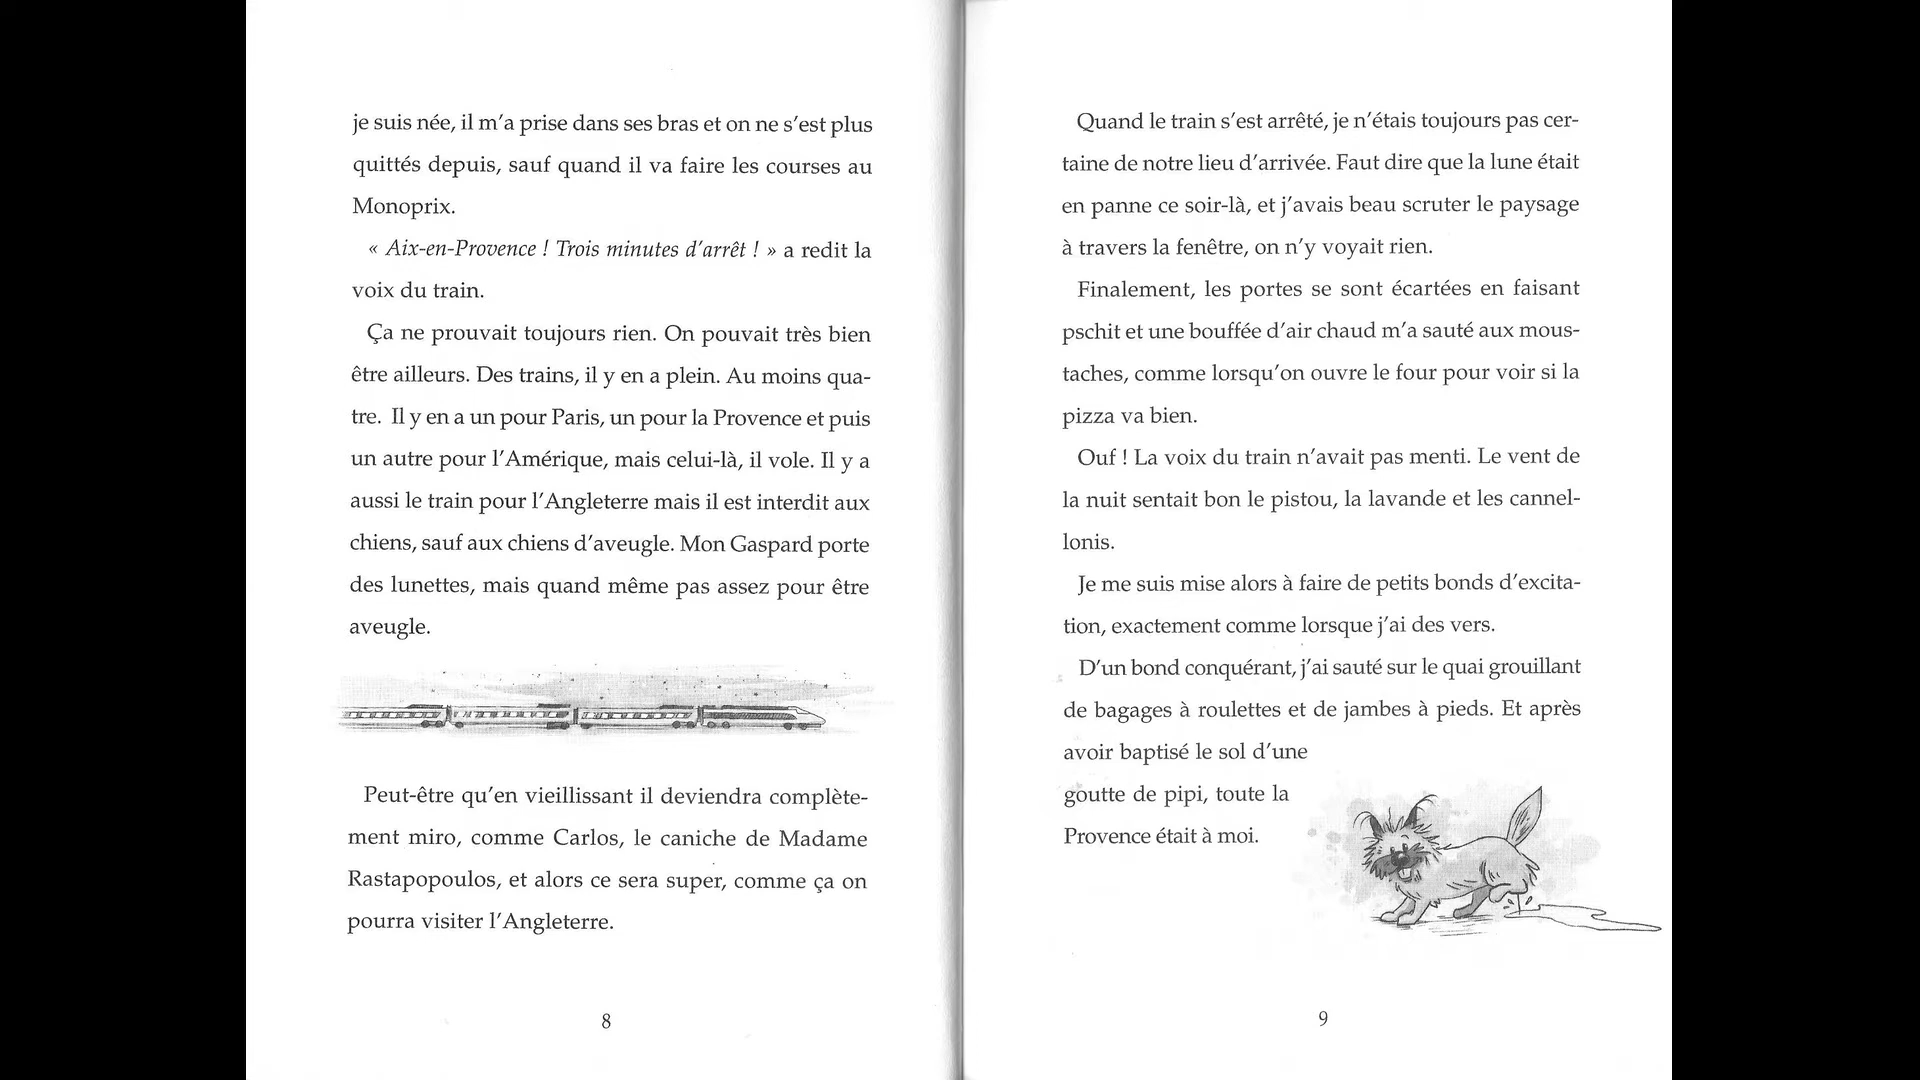 je suis née, il m’a prise dans ses bras et on ne s’est plus
quittés depuis, sauf quand il va faire les courses au
Monoprix.
« Aix-en-Provence ! Trois minutes d’arrêt ! » a redit la
voix du train.
Ça ne prouvait toujours rien. On pouvait très bien
être ailleurs. Des trains, il y en a plein. Au moins qua-
tre. Il y en a un pour Paris, un pour la Provence et puis
un autre pour l’Amérique, mais celui-là, il vole. Il y a
aussi le train pour l’Angleterre mais il est interdit aux
chiens, sauf aux chiens d’aveugle. Mon Gaspard porte
des lunettes, mais quand même pas assez pour être
aveugle.
Peut-être qu’en vieillissant il deviendra complète-
ment miro, comme Carlos, le caniche de Madame
Rastapopoulos, et alors ce sera super, comme ça on
pourra visiter l’Angleterre.
8
Quand le train s’est arrêté, je n’étais toujours pas cer-
taine de notre lieu d’arrivée. Faut dire que la lune était
en panne ce soir-là, et j’avais beau scruter le paysage
à travers la fenêtre, on n’y voyait rien.
Finalement, les portes se sont écartées en faisant
pschit et une bouffée d’air chaud m’a sauté aux mous-
taches, comme lorsqu’on ouvre le four pour voir si la
pizza va bien.
Ouf ! La voix du train n’avait pas menti. Le vent de
la nuit sentait bon le pistou, la lavande et les cannel-
lonis.
Je me suis mise alors à faire de petits bonds d’excita-
tion, exactement comme lorsque j’ai des vers.
D’un bond conquérant, j’ai sauté sur le quai grouillant
de bagages à roulettes et de jambes à pieds. Et après
avoir baptisé le sol d’une
goutte de pipi, toute la
Provence était à moi.
9